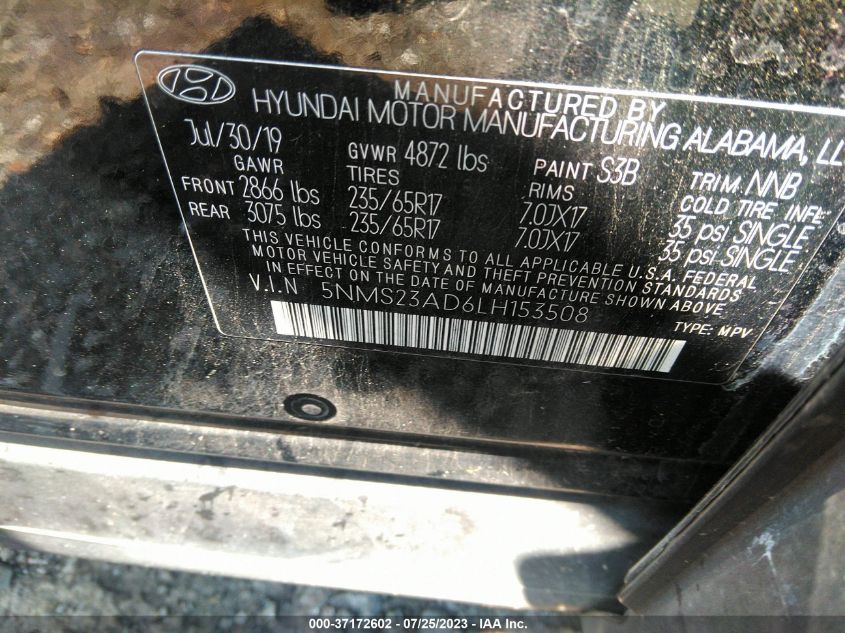 MANUFACTURED BY
HYUNDAI MOTOR MANUFACTURING ALABAMA, LL
Jul/30/19 GVWR 4872 lbs PAINT S3B TRIM. NNB
GAWR TIRES RIMS COLD TIRE INFL
FRONT 2866 lbs 235/65R17 7.0JX17 35 psi SINGLE
REAR 3075 lbs 235/65R17 7.0JX17 35 psi SINGLE
THIS VEHICLE CONFORMS TO ALL APPLICABLE U.S.A. FEDERAL
MOTOR VEHICLE SAFETY AND THEFT PREVENTION STANDARDS
IN EFFECT ON THE DATE OF MANUFACTURE SHOWN ABOVE
V.I.N 5NMS23AD6LH153508
TYPE: MPV
000-37172602 - 07/25/2023 - IAA Inc.